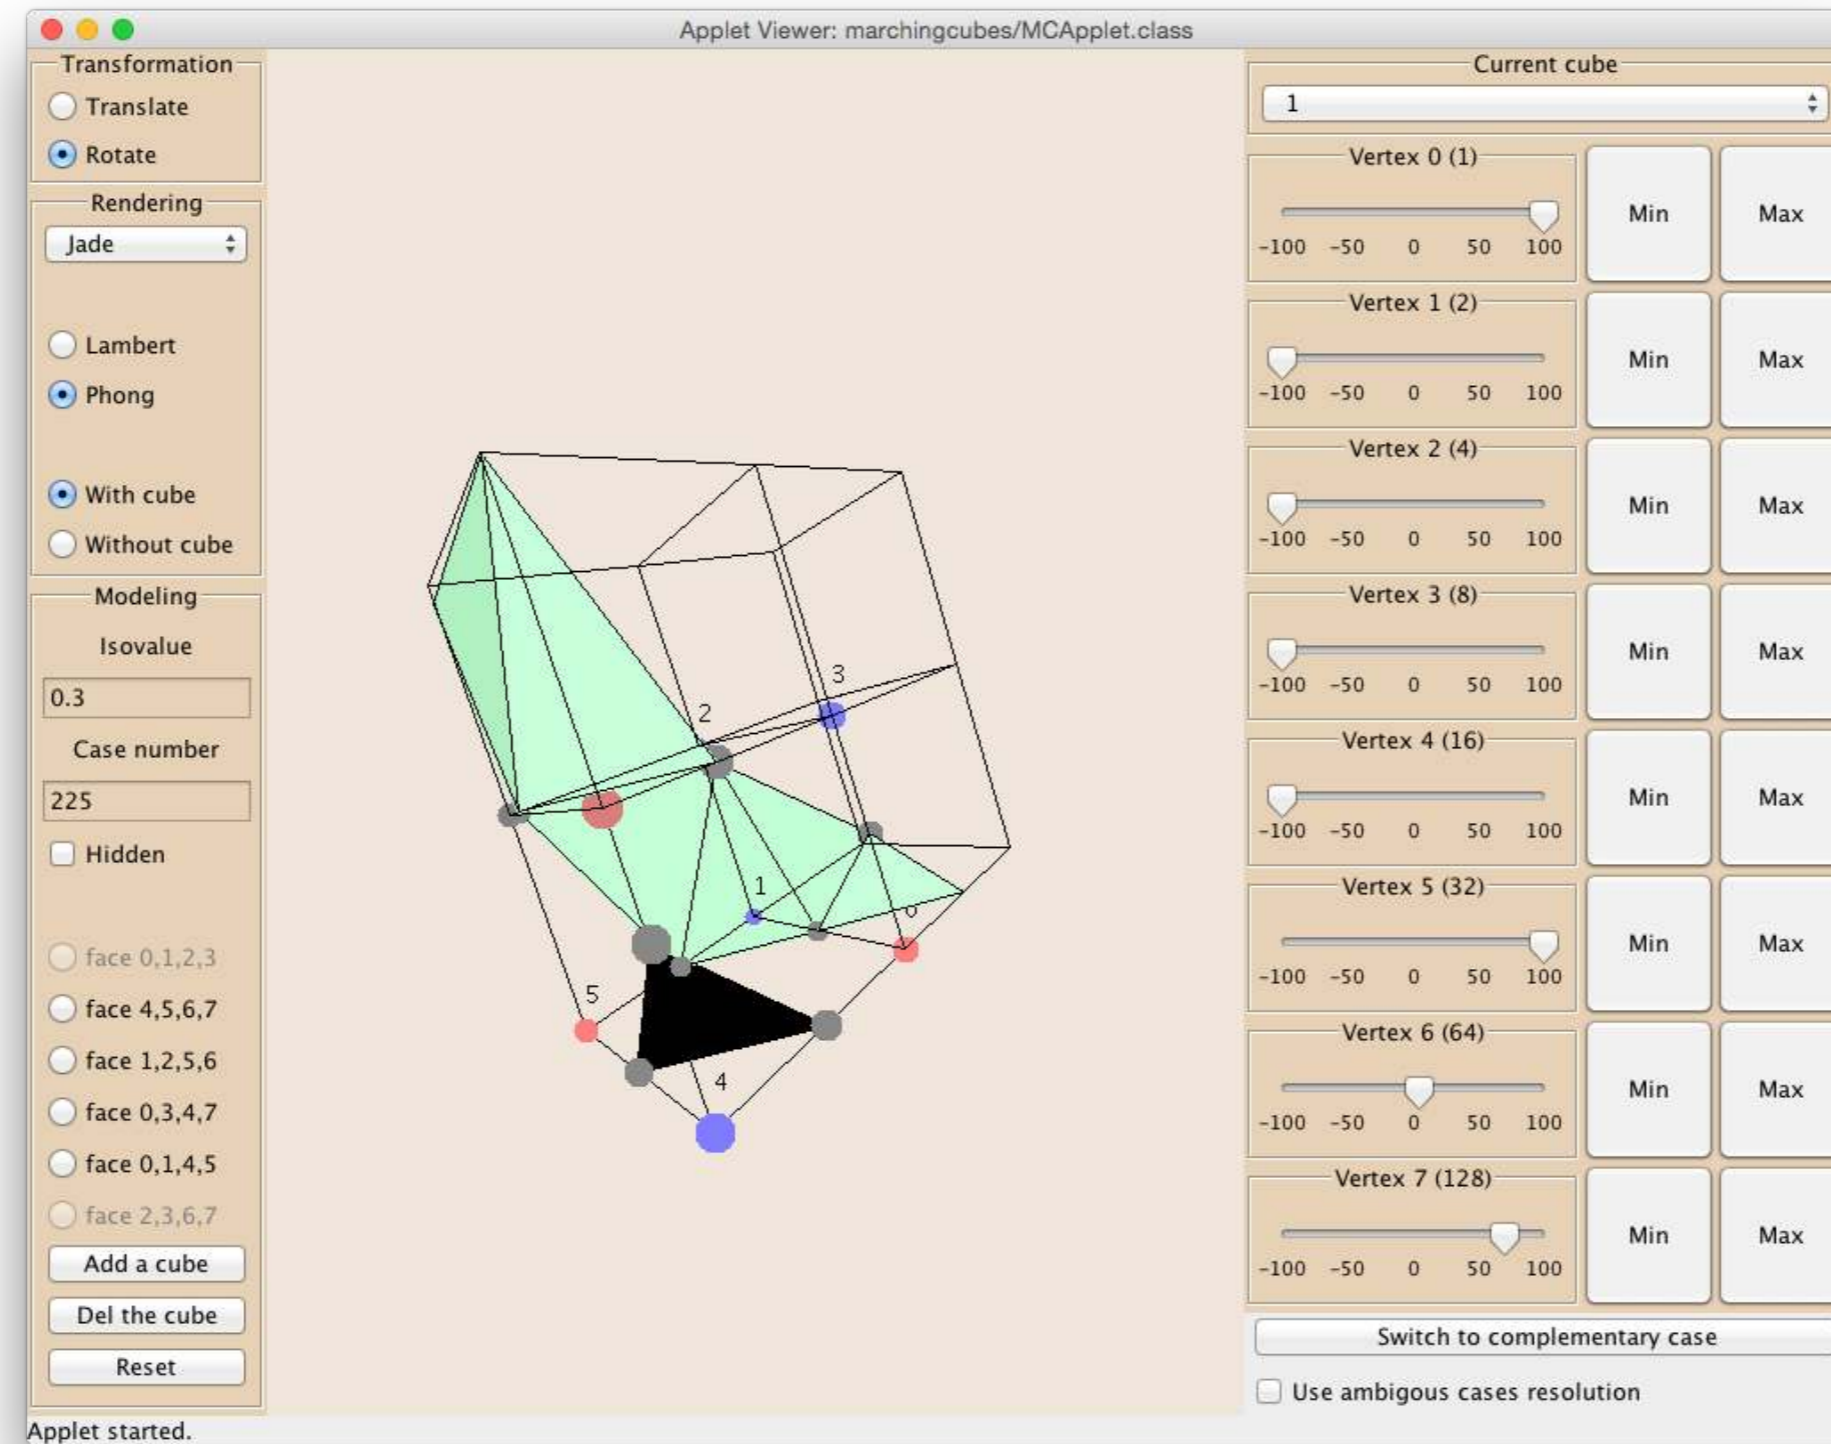 Applet Viewer: marchingcubes/MCApplet.class
Transformation
Translate
Rotate
Rendering
Jade
Lambert
Phong
With cube
Without cube
Modeling
Isovalue
0.3
Case number
225
Hidden
face 0,1,2,3
face 4,5,6,7
face 1,2,5,6
face 0,3,4,7
face 0,1,4,5
face 2,3,6,7
Add a cube
Del the cube
Reset
Applet started.
3
2
1
5
4
Current cube
1
Vertex 0 (1)
-100 -50 0 50 100
Min Max
Vertex 1 (2)
-100 -50 0 50 100
Min Max
Vertex 2 (4)
-100 -50 0 50 100
Min Max
Vertex 3 (8)
-100 -50 0 50 100
Min Max
Vertex 4 (16)
-100 -50 0 50 100
Min Max
Vertex 5 (32)
-100 -50 0 50 100
Min Max
Vertex 6 (64)
-100 -50 0 50 100
Min Max
Vertex 7 (128)
-100 -50 0 50 100
Min Max
Switch to complementary case
Use ambigous cases resolution